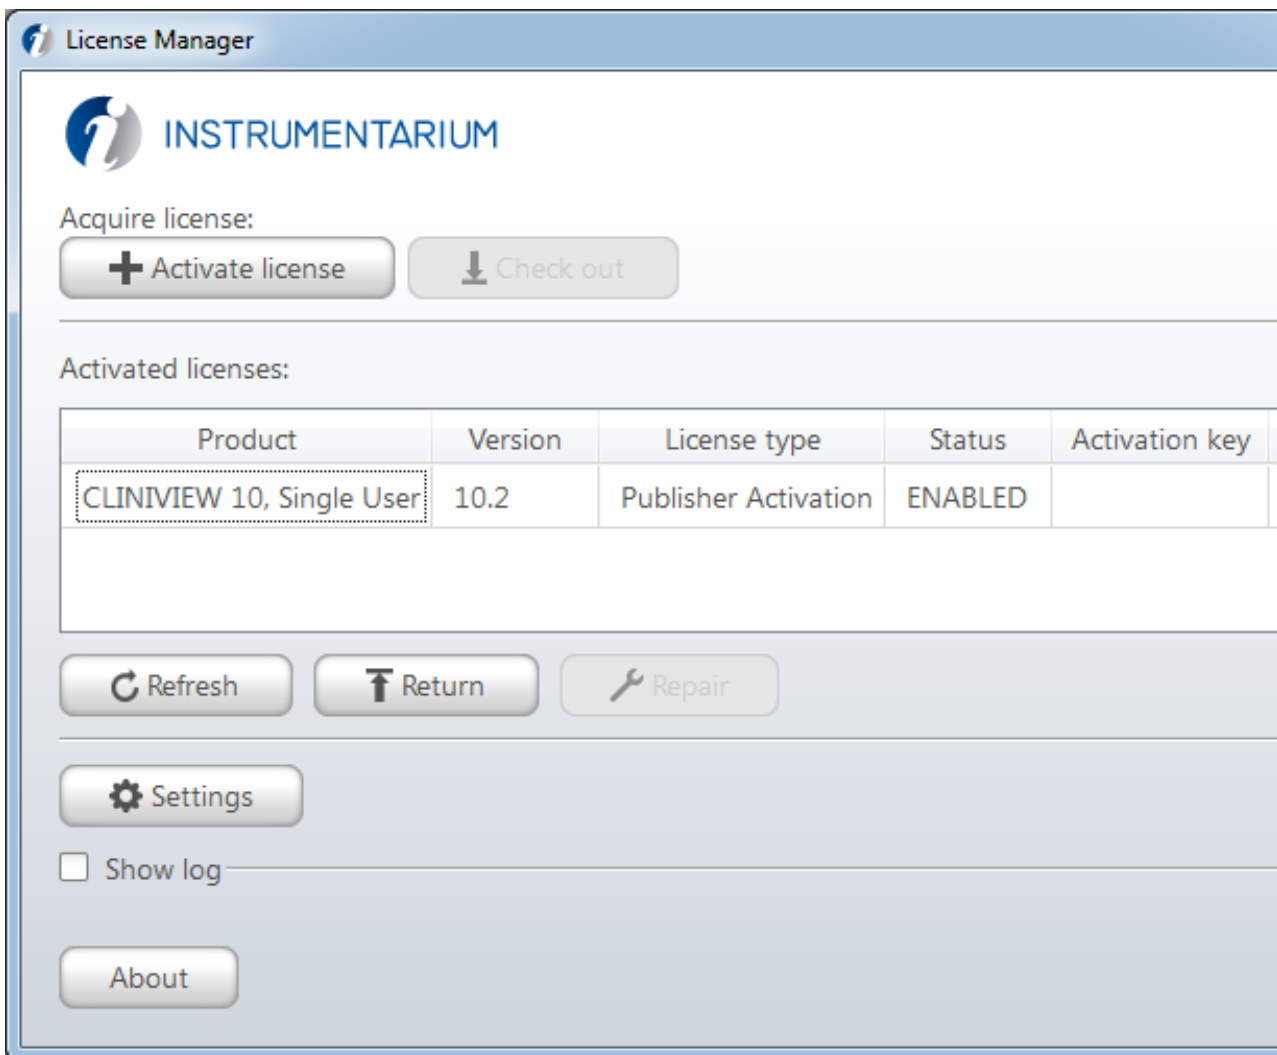 License Manager
INSTRUMENTARIUM
Acquire license:
Activate license Check out
Activated licenses:
Product Version License type Status Activation key
CLINIVIEW 10, Single User 10.2 Publisher Activation ENABLED
Refresh Return Repair
Settings
Show log
About